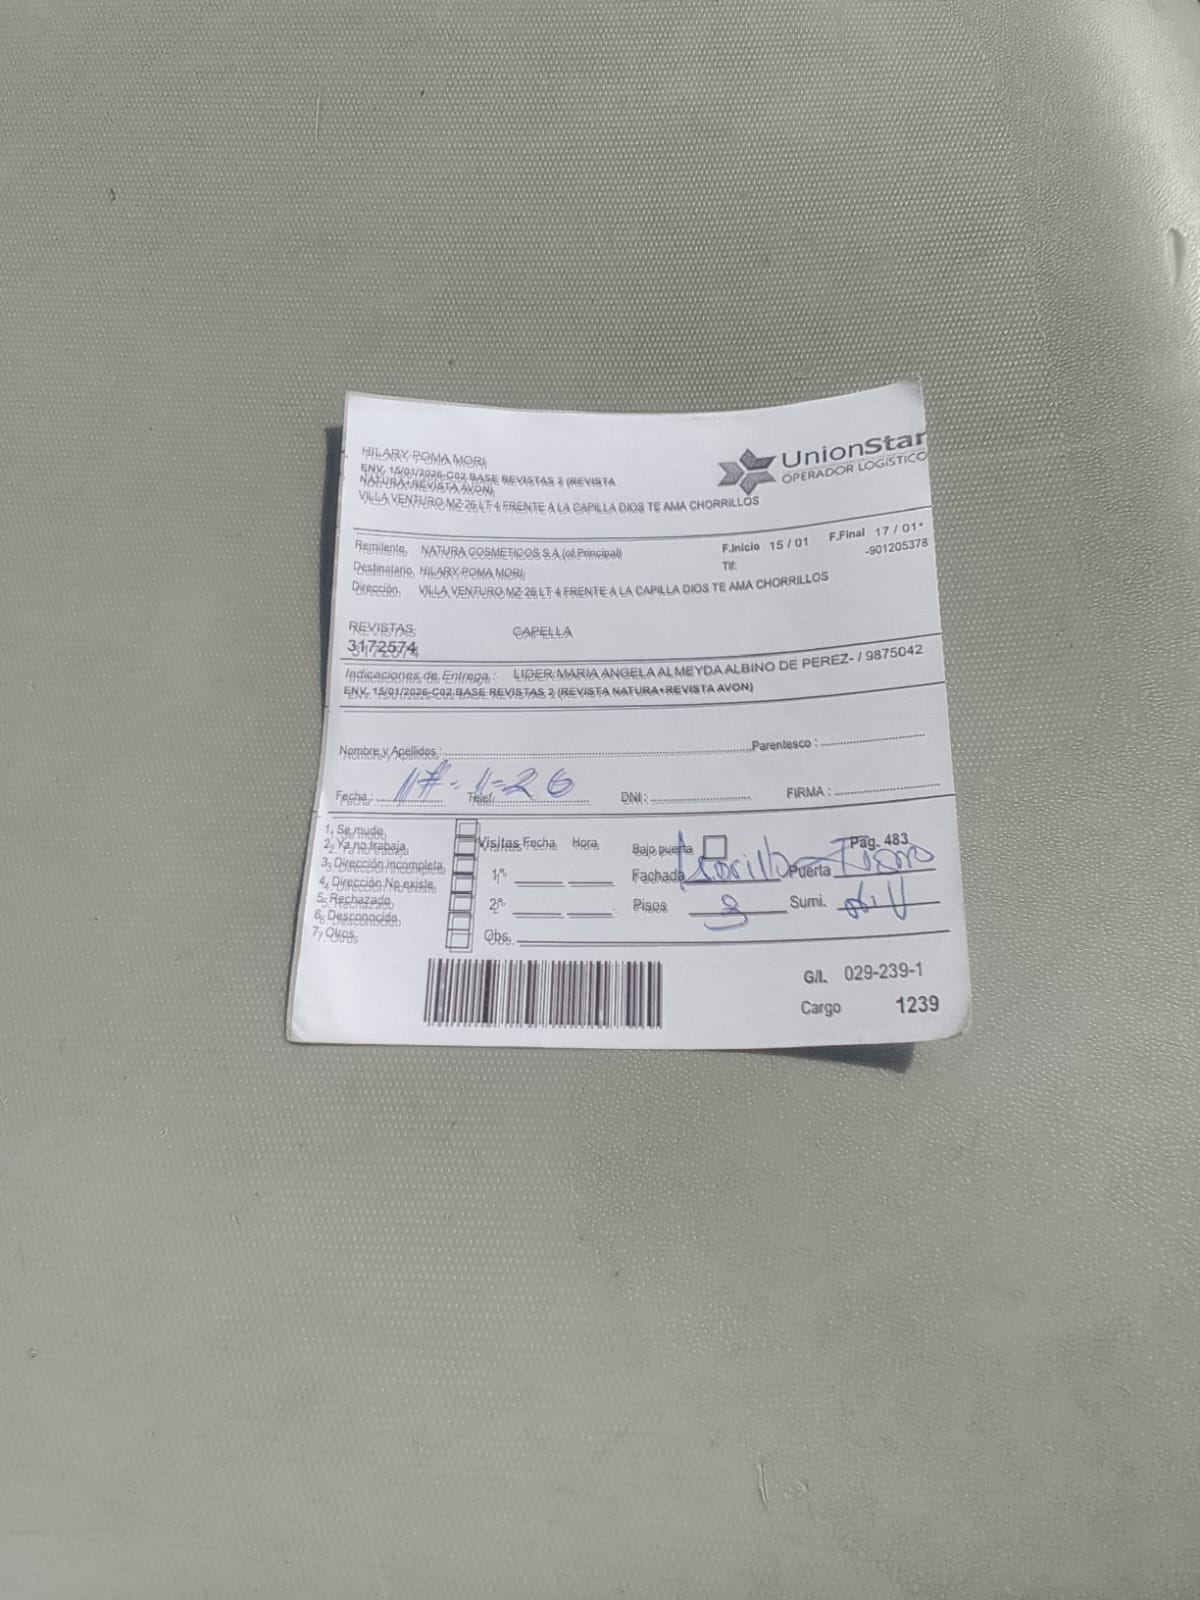 HILARY POMA MORI
ENV. 15/01/2026-C02 BASE REVISTAS 2 (REVISTA
NATURA+REVISTA AVON)
VILLA VENTURO MZ 26 LT 4 FRENTE A LA CAPILLA DIOS TE AMA CHORRILLOS
UnionStar
OPERADOR LOGISTICO
Remitente NATURA COSMETICOS S.A (of.Principal) F.Inicio 15 / 01 F.Final 17 / 01*
Destinatario HILARY POMA MORI Tlf: -901205378
Dirección VILLA VENTURO MZ 26 LT 4 FRENTE A LA CAPILLA DIOS TE AMA CHORRILLOS
REVISTAS CAPELLA
3172574
Indicaciones de Entrega : LIDER:MARIA ANGELA ALMEYDA ALBINO DE PEREZ- / 9875042
ENV. 15/01/2026-C02 BASE REVISTAS 2 (REVISTA NATURA+REVISTA AVON)
Nombre y Apellidos : Parentesco :
Fecha : 17-1-26 Telef: DNI : FIRMA :
1. Se mudo
2. Ya no trabaja
3. Dirección incompleta
4. Dirección No existe
5. Rechazado
6. Desconocido
7. Otros
Visitas Fecha Hora
1º
2º
Obs.
Bajo puerta Pag. 483
Fachada Puerta
Pisos 3 Sumi.
G/L. 029-239-1
Cargo 1239